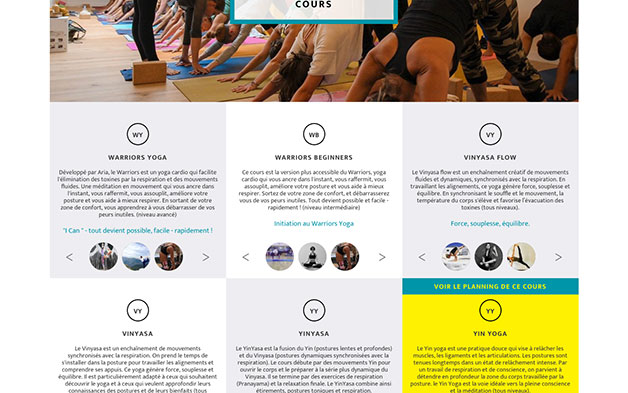 COURS
WY
WARRIORS YOGA
Développé par Aria, le Warriors est un yoga cardio qui facilite
l'élimination des toxines par la respiration et des mouvements
fluides. Une méditation en mouvement qui vous ancre dans
l'instant, vous raffermit, vous assouplit, améliore votre
posture et vous aide à mieux respirer. En sortant de votre
zone de confort, vous apprendrez à vous débarasser de vos
peurs inutiles. (niveau avancé)
"I Can " - tout devient possible, facile - rapidement !
< >
WB
WARRIORS BEGINNERS
Ce cours est la version plus accessible du Warriors, yoga
cardio qui vous ancre dans l'instant, vous raffermit, vous
assouplit, améliore votre posture et vous aide à mieux
respirer. Sortez de votre zone de confort, et débarrasez
vous de vos peurs inutiles. Tout devient possible et facile -
rapidement ! (niveau intermédiaire)
Initiation au Warriors Yoga
< >
VY
VINYASA FLOW
Le Vinyasa flow est un enchaînement créatif de mouvements
fluides et dynamiques, synchronisés avec la respiration. En
travaillant les alignements, ce yoga génère force, souplesse et
équilibre. En synchronisant le souffle et le mouvement, la
température du corps s'élève et favorise l'évacuation des
toxines (tous niveaux).
Force, souplesse, équilibre.
< >
VY
VINYASA
Le Vinyasa est un enchaînement de mouvements
synchronisés avec la respiration. On prend le temps de
s'installer dans la posture pour travailler les alignements et
comprendre ses appuis. Ce yoga génère force, souplesse et
équilibre. Il est particulièrement adapté à ceux qui souhaitent
découvrir le yoga et à ceux qui veulent approfondir leurs
connaissances des postures et de leurs bienfaits (tous
YY
YINYASA
Le YinYasa est la fusion du Yin (postures lentes et profondes)
et du Vinyasa (postures dynamiques synchronisées avec la
respiration). Le cours débute par des mouvements Yin pour
ouvrir le corps et le préparer à la série plus dynamique du
Vinyasa. Il se termine par des exercices de respiration
(Pranayama) et la relaxation finale. Le YinYasa combine ainsi
étirements, postures toniques et respiration.
VOIR LE PLANNING DE CE COURS
YY
YIN YOGA
Le Yin yoga est une pratique douce qui vise à relâcher les
muscles, les ligaments et les articulations. Les postures sont
tenues longtemps dans un état de relâchement intense. Par
un travail de respiration et de conscience, on parvient à
détendre en profondeur la zone du corps travaillée par la
posture. le Yin Yoga est la voie idéale vers la pleine conscience
et la méditation (tous niveaux).